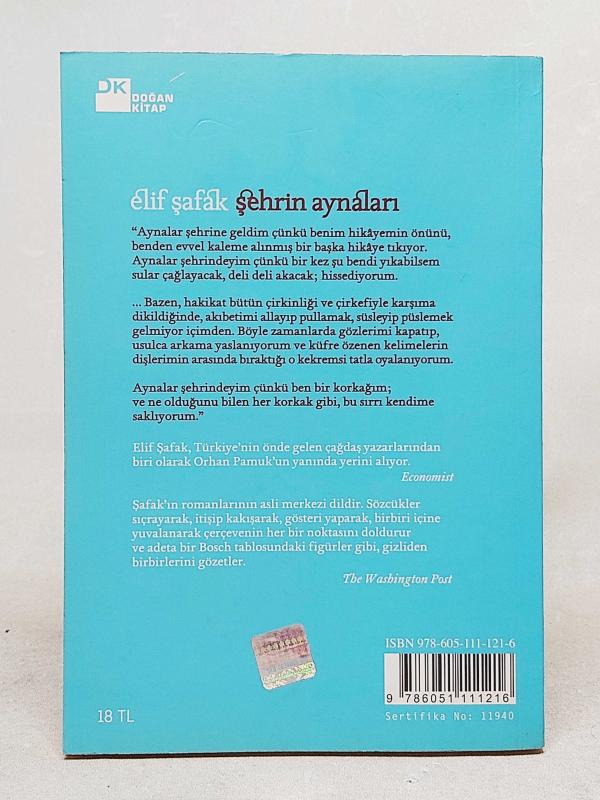 DK
DOĞAN
KİTAP
elif şafak şehrin aynaları
“Aynalar şehrine geldim çünkü benim hikâyemin önünü,
benden evvel kaleme alınmış bir başka hikâye tıkıyor.
Aynalar şehrindeyim çünkü bir kez şu bendi yıkabilsem
sular çağlayacak, deli deli akacak; hissediyorum.
... Bazen, hakikat bütün çirkinliği ve çirkefiyle karşıma
dikildiğinde, akıbetimi allayıp pullamak, süsleyip püslemek
gelmiyor içimden. Böyle zamanlarda gözlerimi kapatıp,
usulca arkama yaslanıyorum ve küfre özenen kelimelerin
dişlerimin arasında bıraktığı o kekremsi tatla oyalanıyorum.
Aynalar şehrindeyim çünkü ben bir korkağım;
ve ne olduğunu bilen her korkak gibi, bu sırrı kendime
saklıyorum.”
Elif Şafak, Türkiye’nin önde gelen çağdaş yazarlarından
biri olarak Orhan Pamuk’un yanında yerini alıyor.
Economist
Şafak’ın romanlarının asli merkezi dildir. Sözcükler
sıçrayarak, itişip kakışarak, gösteri yaparak, birbiri içine
yuvalanarak çerçevenin her bir noktasını doldurur
ve adeta bir Bosch tablosundaki figürler gibi, gizliden
birbirlerini gözetler.
The Washington Post
ISBN 978-605-111-121-6
9 786051 111216
Sertifika No: 11940
18 TL